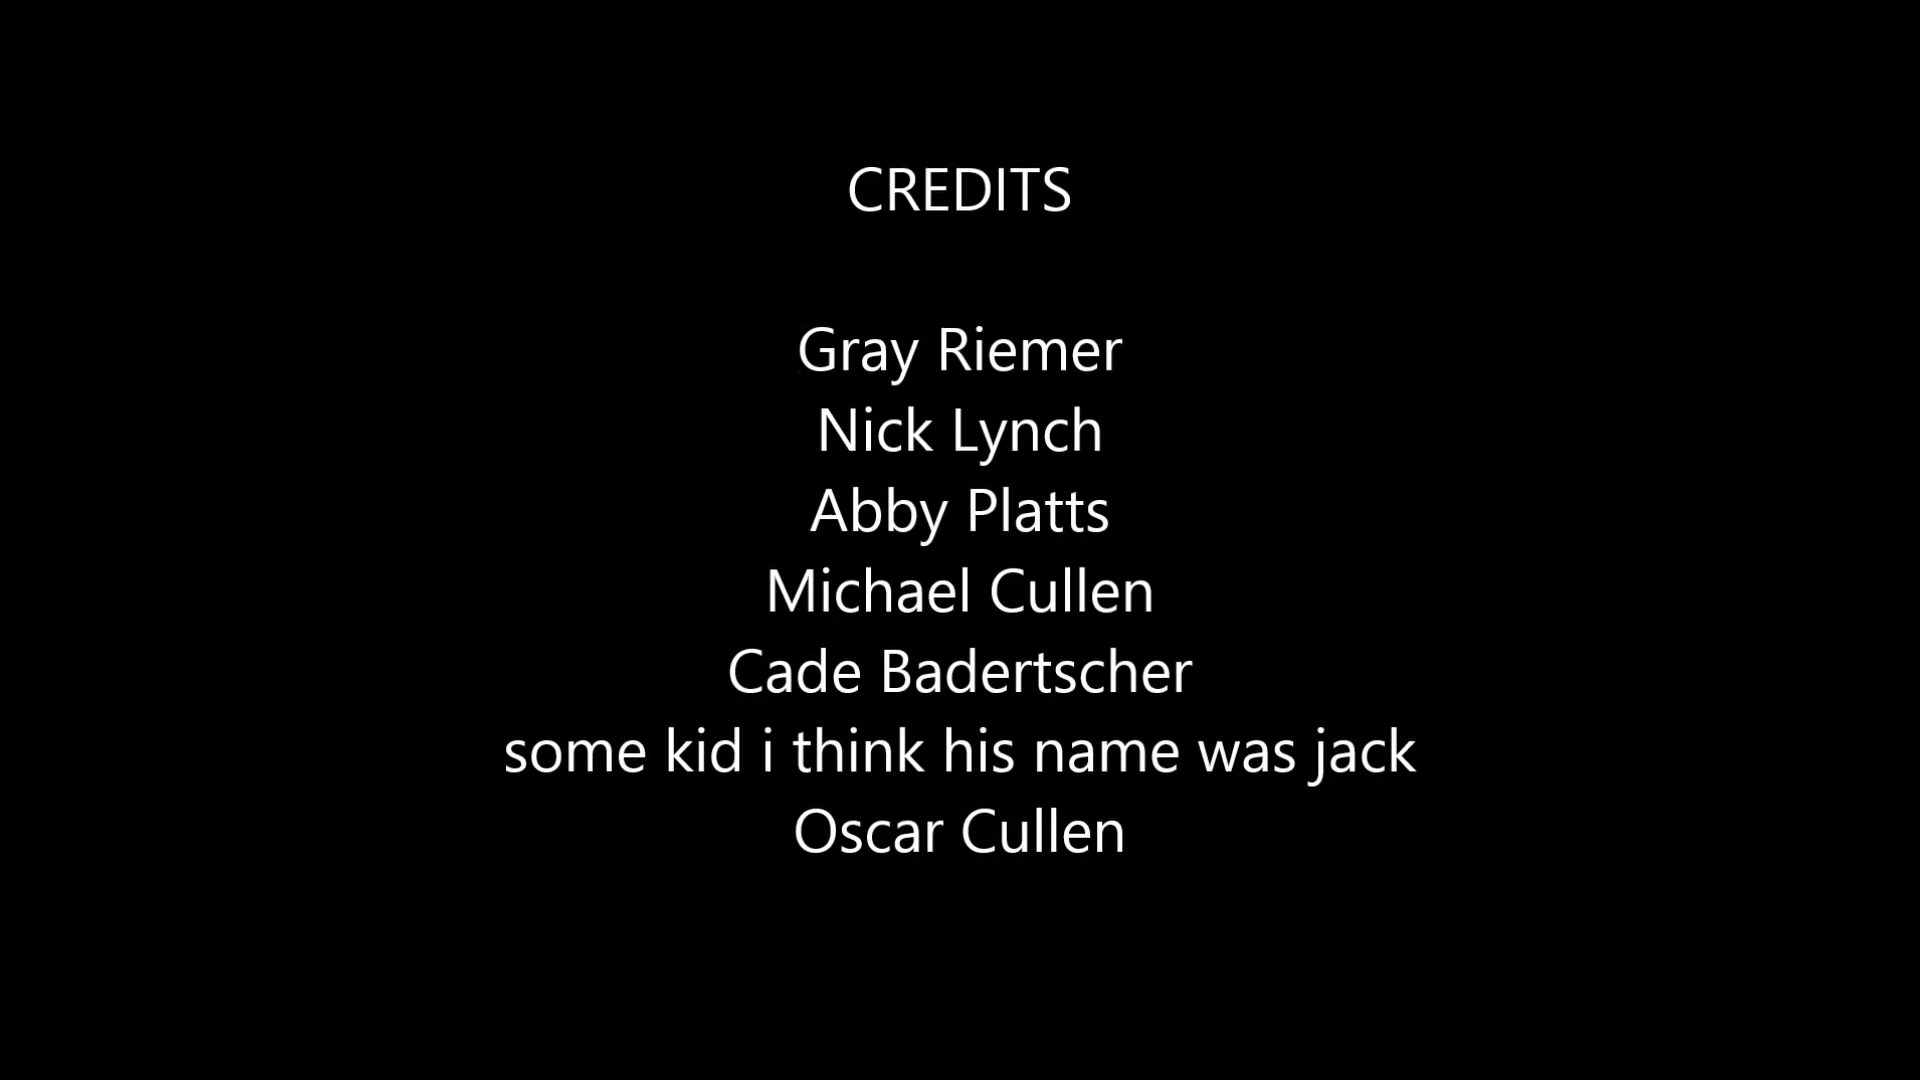 CREDITS
Gray Riemer
Nick Lynch
Abby Platts
Michael Cullen
Cade Badertscher
some kid i think his name was jack
Oscar Cullen